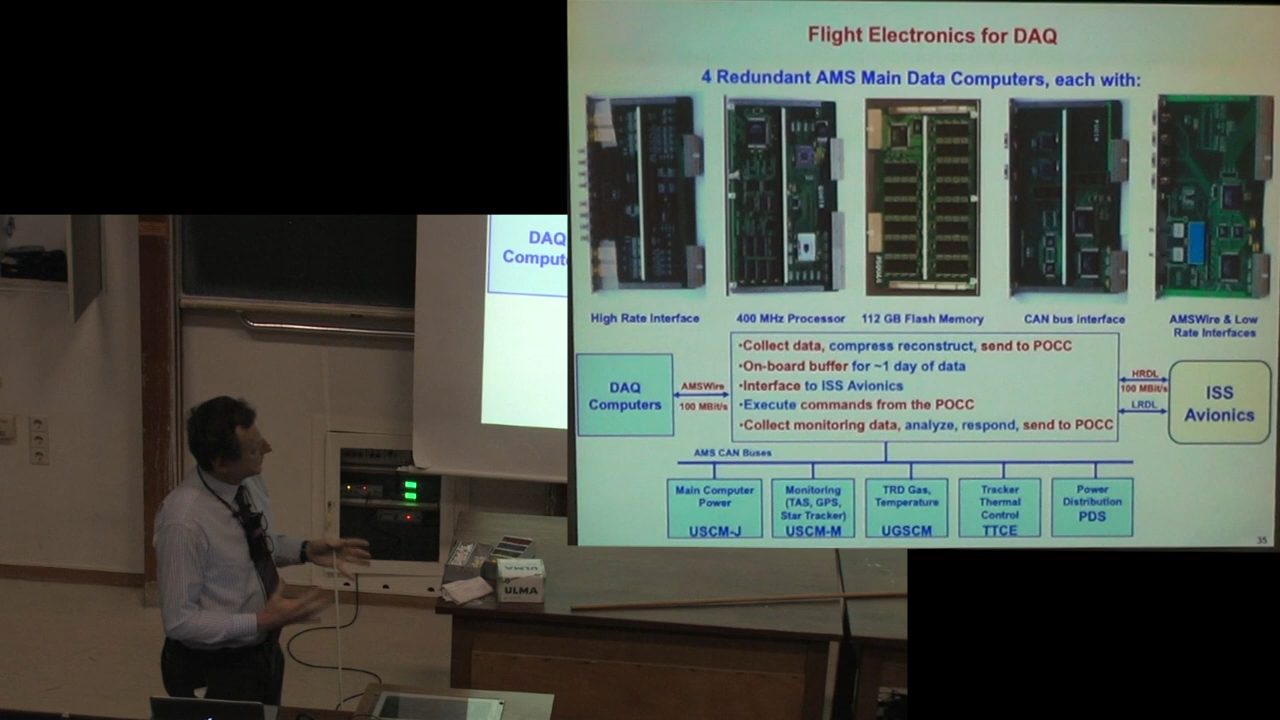 Flight Electronics for DAQ
4 Redundant AMS Main Data Computers, each with:
High Rate Interface
400 MHz Processor
112 GB Flash Memory
CAN bus interface
AMSWire & Low
Rate Interfaces
•Collect data, compress reconstruct, send to POCC
•On-board buffer for ~1 day of data
•Interface to ISS Avionics
•Execute commands from the POCC
•Collect monitoring data, analyze, respond, send to POCC
DAQ
Computers
AMSWire
100 MBit/s
HRDL
100 MBit/s
LRDL
ISS
Avionics
AMS CAN Buses
Main Computer
Power
USCM-J
Monitoring
(TAS, GPS,
Star Tracker)
USCM-M
TRD Gas,
Temperature
UGSCM
Tracker
Thermal
Control
TTCE
Power
Distribution
PDS
35
DAQ
Compute
ULMA